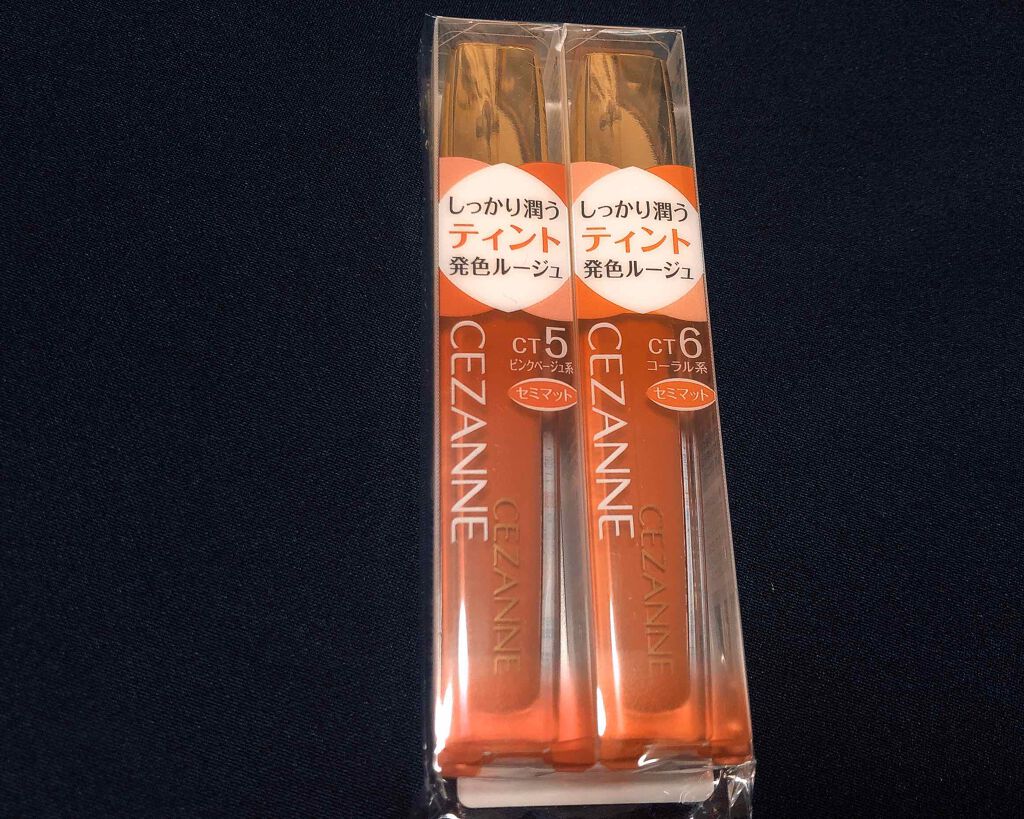 しっかり潤う
ティント
発色ルージュ
CEZANNE
CT5
ピンクベージュ系
セミマット
CEZANNE
しっかり潤う
ティント
発色ルージュ
CEZANNE
CT6
コーラル系
セミマット
CEZANNE